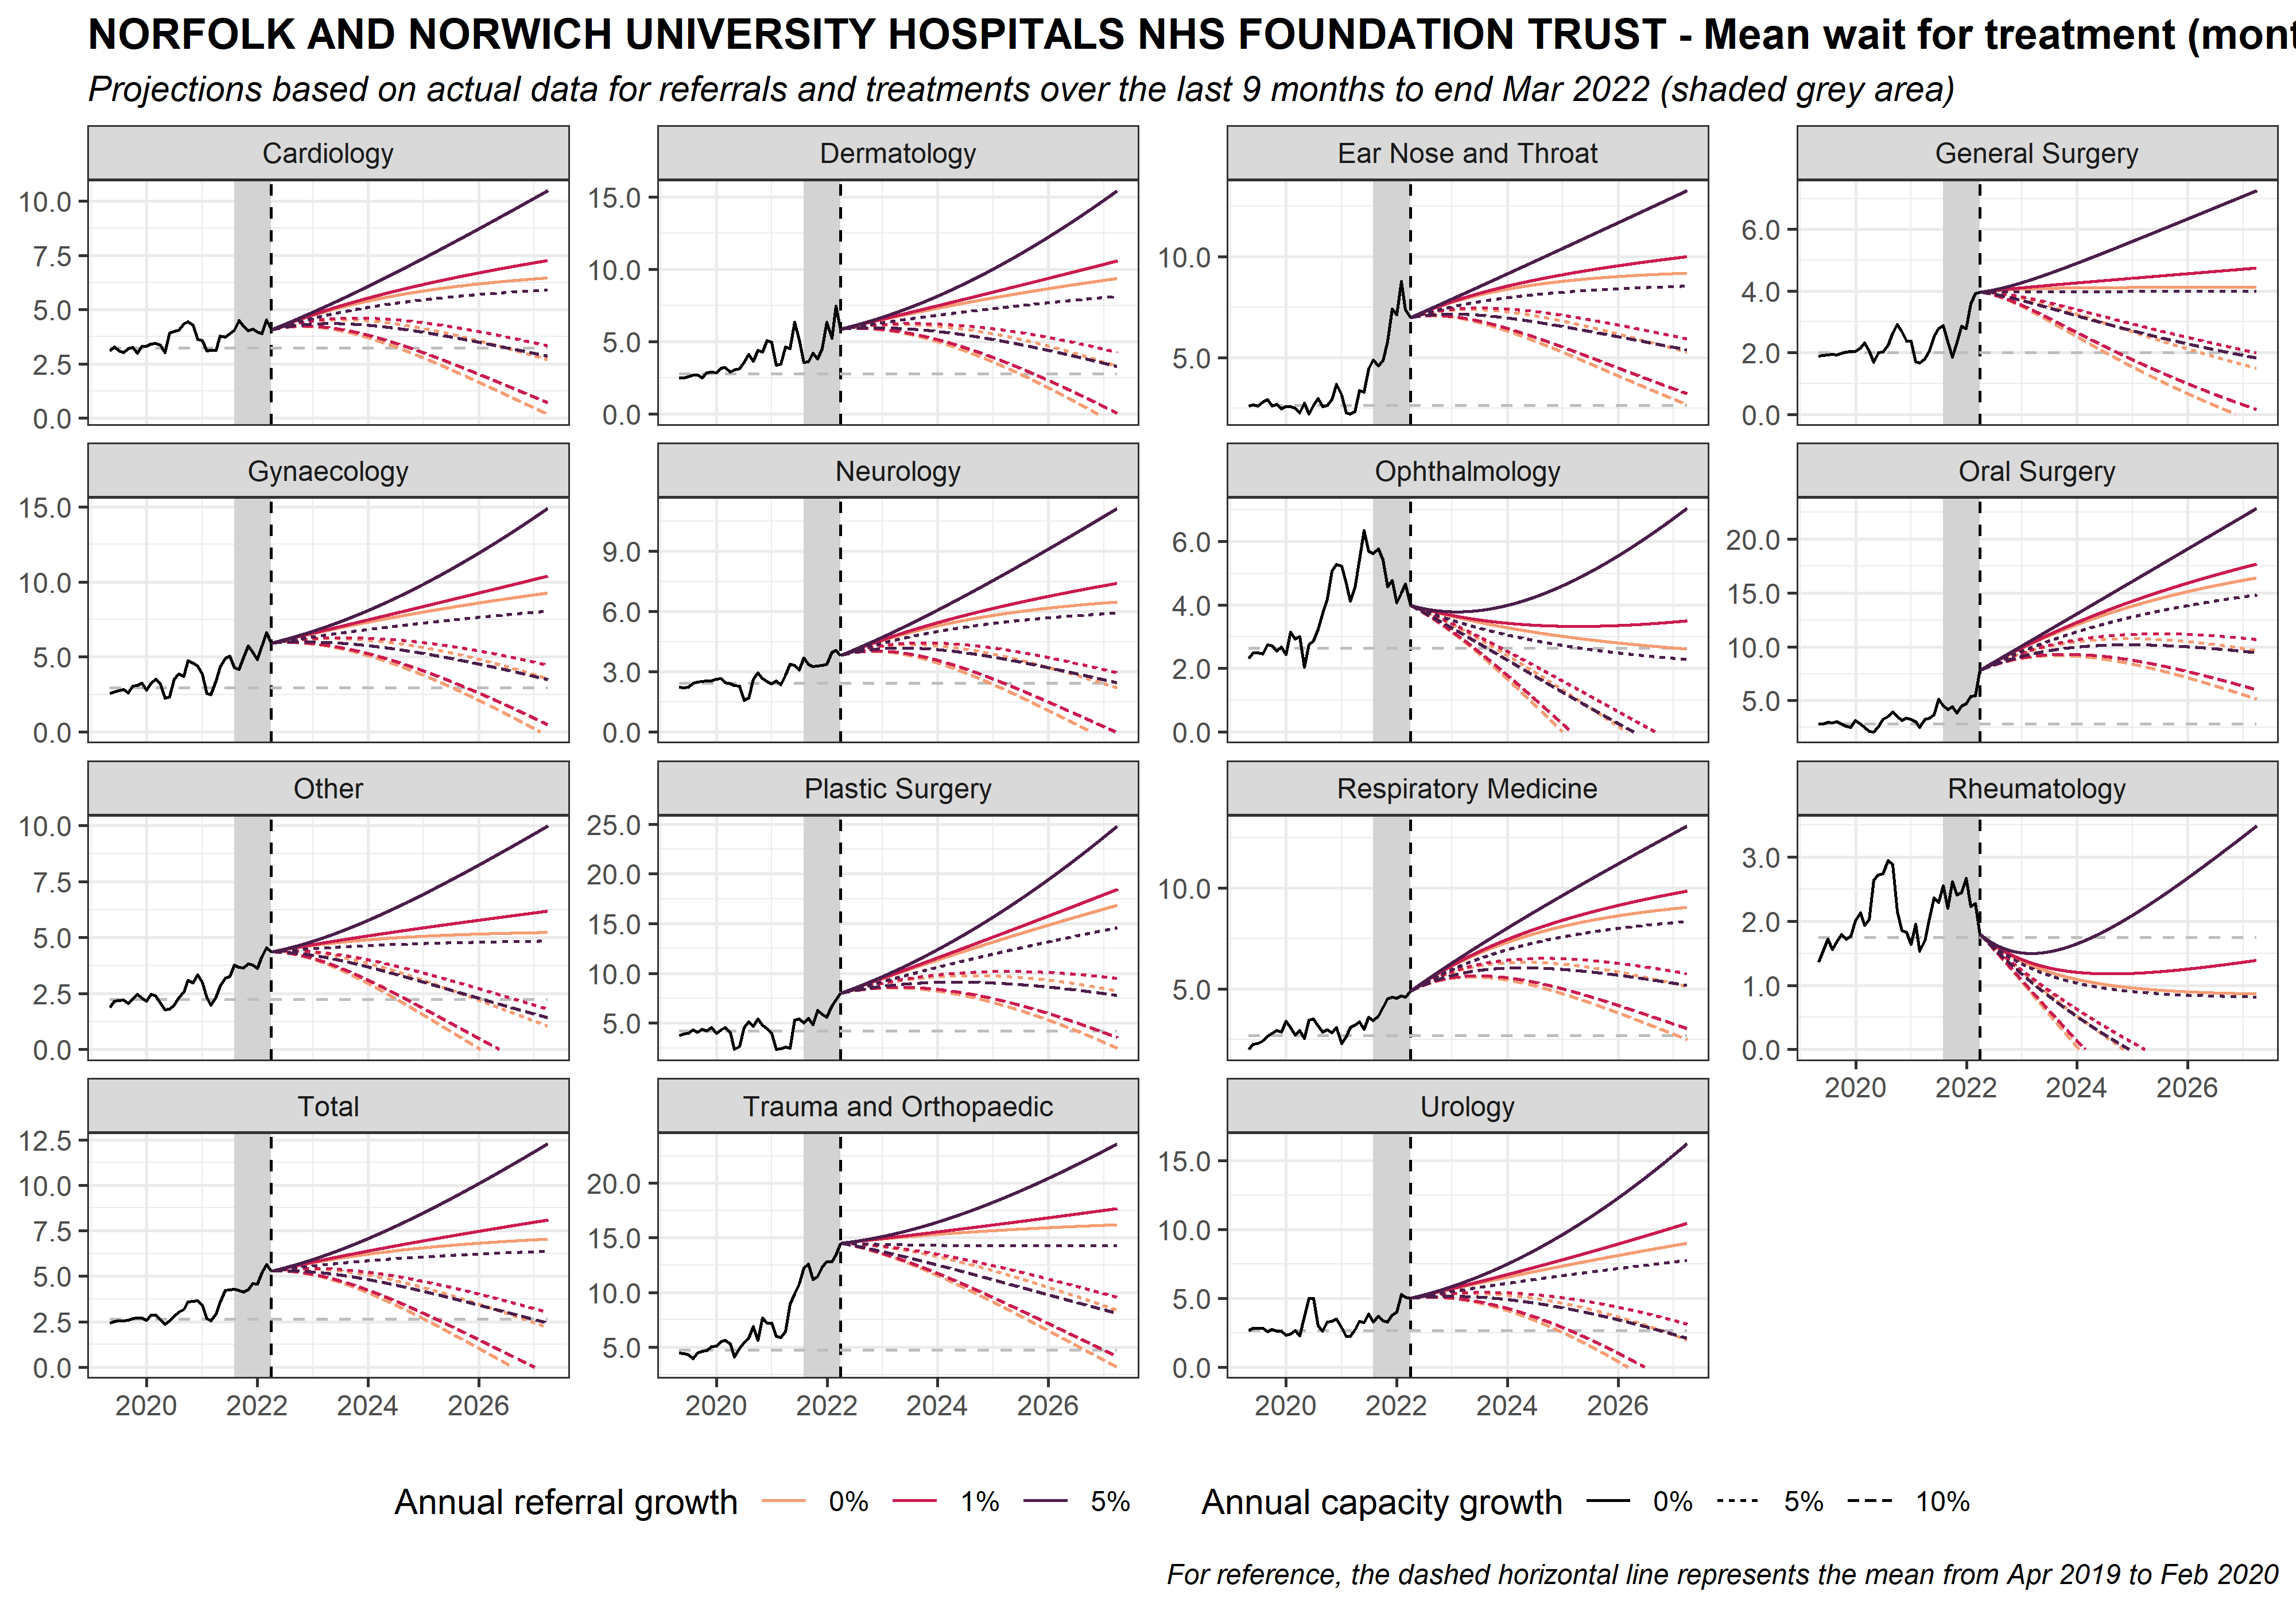 NORFOLK AND NORWICH UNIVERSITY HOSPITALS NHS FOUNDATION TRUST - Mean wait for treatment (mont
Projections based on actual data for referrals and treatments over the last 9 months to end Mar 2022 (shaded grey area)
Cardiology
10.0
7.5
5.0
2.5
0.0
Dermatology
15.0
10.0
5.0
0.0
Ear Nose and Throat
10.0
5.0
General Surgery
6.0
4.0
2.0
0.0
Gynaecology
15.0
10.0
5.0
0.0
Neurology
9.0
6.0
3.0
0.0
Ophthalmology
6.0
4.0
2.0
0.0
Oral Surgery
20.0
15.0
10.0
5.0
Other
10.0
7.5
5.0
2.5
0.0
Plastic Surgery
25.0
20.0
15.0
10.0
5.0
Respiratory Medicine
10.0
5.0
Rheumatology
3.0
2.0
1.0
0.0
2020 2022 2024 2026
Total
12.5
10.0
7.5
5.0
2.5
0.0
2020 2022 2024 2026
Trauma and Orthopaedic
20.0
15.0
10.0
5.0
2020 2022 2024 2026
Urology
15.0
10.0
5.0
0.0
2020 2022 2024 2026
Annual referral growth 0% 1% 5% Annual capacity growth 0% 5% 10%
For reference, the dashed horizontal line represents the mean from Apr 2019 to Feb 2020